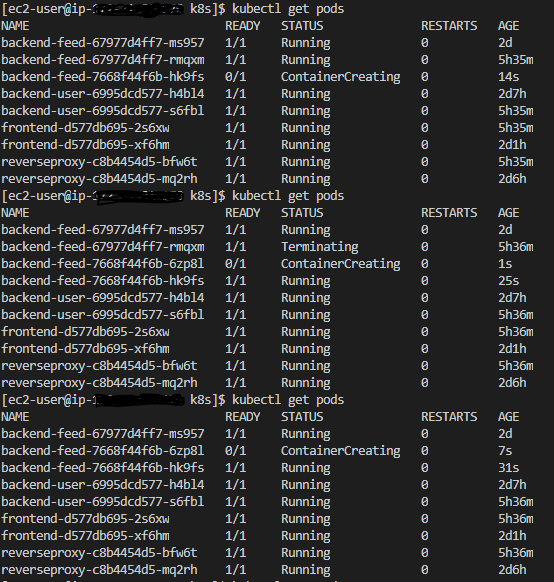 [ec2-user@ip- k8s]$ kubectl get pods
NAME READY STATUS RESTARTS AGE
backend-feed-67977d4ff7-ms957 1/1 Running 0 2d
backend-feed-67977d4ff7-rmqxm 1/1 Running 0 5h35m
backend-feed-7668f44f6b-hk9fs 0/1 ContainerCreating 0 14s
backend-user-6995dcd577-h4bl4 1/1 Running 0 2d7h
backend-user-6995dcd577-s6fbl 1/1 Running 0 5h35m
frontend-d577db695-2s6xw 1/1 Running 0 5h35m
frontend-d577db695-xf6hm 1/1 Running 0 2d1h
reverseproxy-c8b4454d5-bfw6t 1/1 Running 0 5h35m
reverseproxy-c8b4454d5-mq2rh 1/1 Running 0 2d6h
[ec2-user@ip- k8s]$ kubectl get pods
NAME READY STATUS RESTARTS AGE
backend-feed-67977d4ff7-ms957 1/1 Running 0 2d
backend-feed-67977d4ff7-rmqxm 1/1 Terminating 0 5h36m
backend-feed-7668f44f6b-6zp8l 0/1 ContainerCreating 0 1s
backend-feed-7668f44f6b-hk9fs 1/1 Running 0 25s
backend-user-6995dcd577-h4bl4 1/1 Running 0 2d7h
backend-user-6995dcd577-s6fbl 1/1 Running 0 5h36m
frontend-d577db695-2s6xw 1/1 Running 0 5h36m
frontend-d577db695-xf6hm 1/1 Running 0 2d1h
reverseproxy-c8b4454d5-bfw6t 1/1 Running 0 5h36m
reverseproxy-c8b4454d5-mq2rh 1/1 Running 0 2d6h
[ec2-user@ip- k8s]$ kubectl get pods
NAME READY STATUS RESTARTS AGE
backend-feed-67977d4ff7-ms957 1/1 Running 0 2d
backend-feed-7668f44f6b-6zp8l 0/1 ContainerCreating 0 7s
backend-feed-7668f44f6b-hk9fs 1/1 Running 0 31s
backend-user-6995dcd577-h4bl4 1/1 Running 0 2d7h
backend-user-6995dcd577-s6fbl 1/1 Running 0 5h36m
frontend-d577db695-2s6xw 1/1 Running 0 5h36m
frontend-d577db695-xf6hm 1/1 Running 0 2d1h
reverseproxy-c8b4454d5-bfw6t 1/1 Running 0 5h36m
reverseproxy-c8b4454d5-mq2rh 1/1 Running 0 2d6h